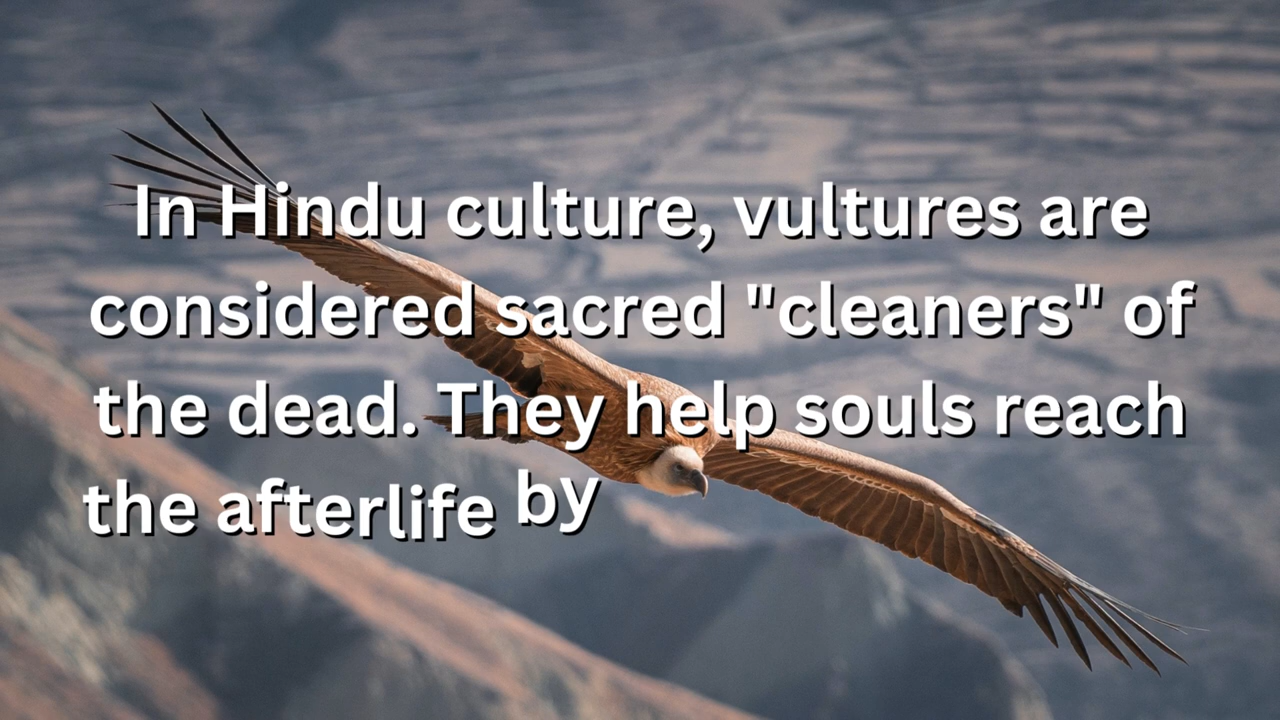 In Hindu culture, vultures are
considered sacred "cleaners" of
the dead. They help souls reach
the afterlife by